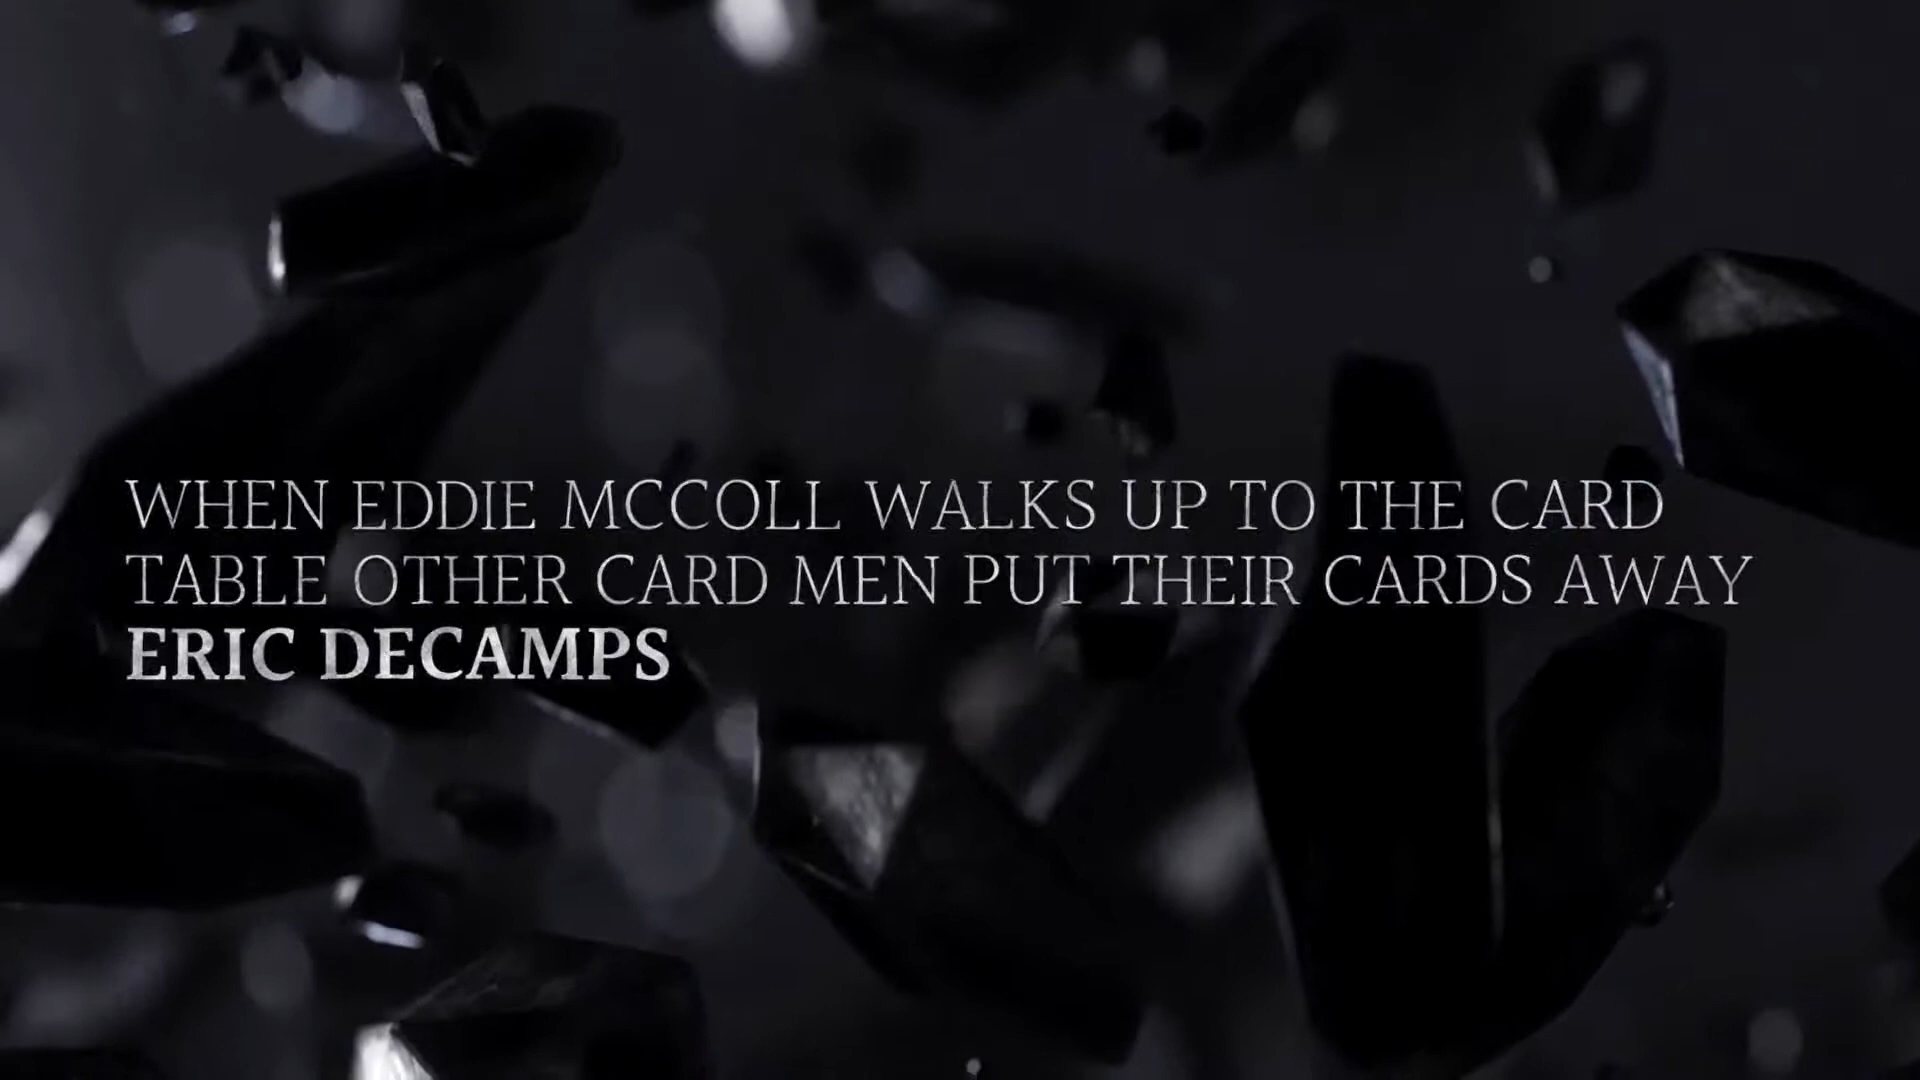 WHEN EDDIE MCCOLL WALKS UP TO THE CARD
TABLE OTHER CARD MEN PUT THEIR CARDS AWAY
ERIC DECAMPS